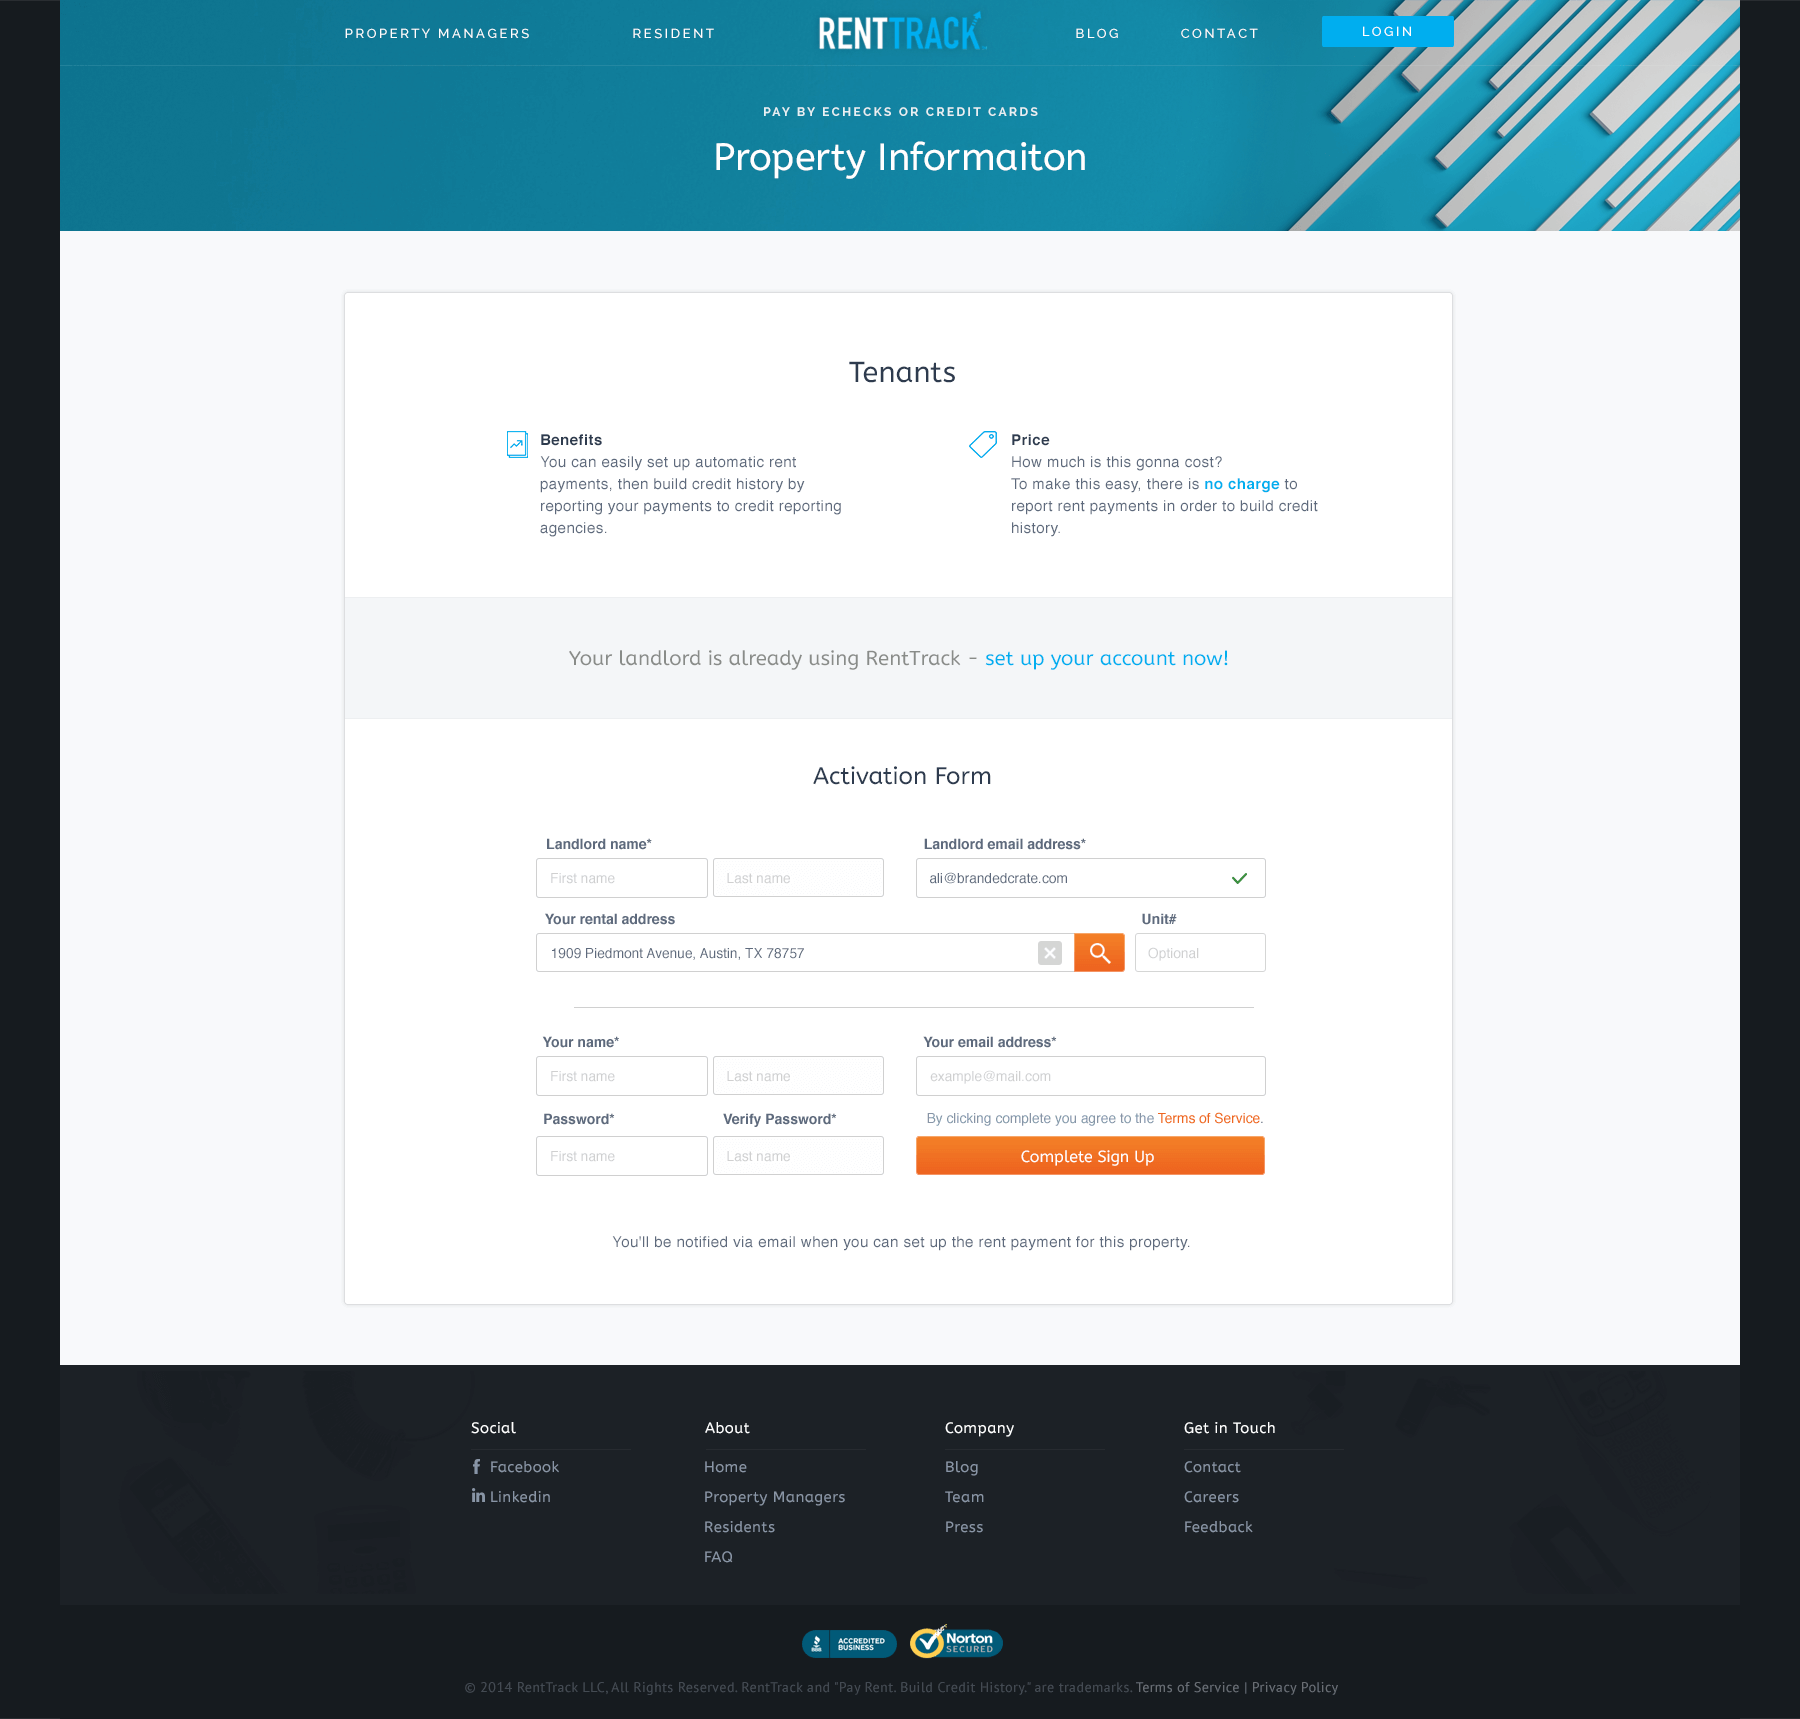 PROPERTY MANAGERS
RESIDENT
RENTTRACK
BLOG
CONTACT
LOGIN
PAY BY ECHECKS OR CREDIT CARDS
Property Informaiton
Tenants
Benefits
You can easily set up automatic rent
payments, then build credit history by
reporting your payments to credit reporting
agencies.
Price
How much is this gonna cost?
To make this easy, there is no charge to
report rent payments in order to build credit
history.
Your landlord is already using RentTrack - set up your account now!
Activation Form
Landlord name*
Landlord email address*
First name
Last name
ali@brandedcrate.com
Your rental address
Unit#
1909 Piedmont Avenue, Austin, TX 78757
Optional
Your name*
Your email address*
First name
Last name
example@mail.com
Password*
Verify Password*
By clicking complete you agree to the Terms of Service.
First name
Last name
Complete Sign Up
You'll be notified via email when you can set up the rent payment for this property.
Social
Facebook
Linkedin
About
Home
Property Managers
Residents
FAQ
Company
Blog
Team
Press
Get in Touch
Contact
Careers
Feedback
ACCREDITED
BUSINESS
Norton
SECURED
© 2014 RentTrack LLC, All Rights Reserved. RentTrack and "Pay Rent. Build Credit History." are trademarks. Terms of Service | Privacy Policy